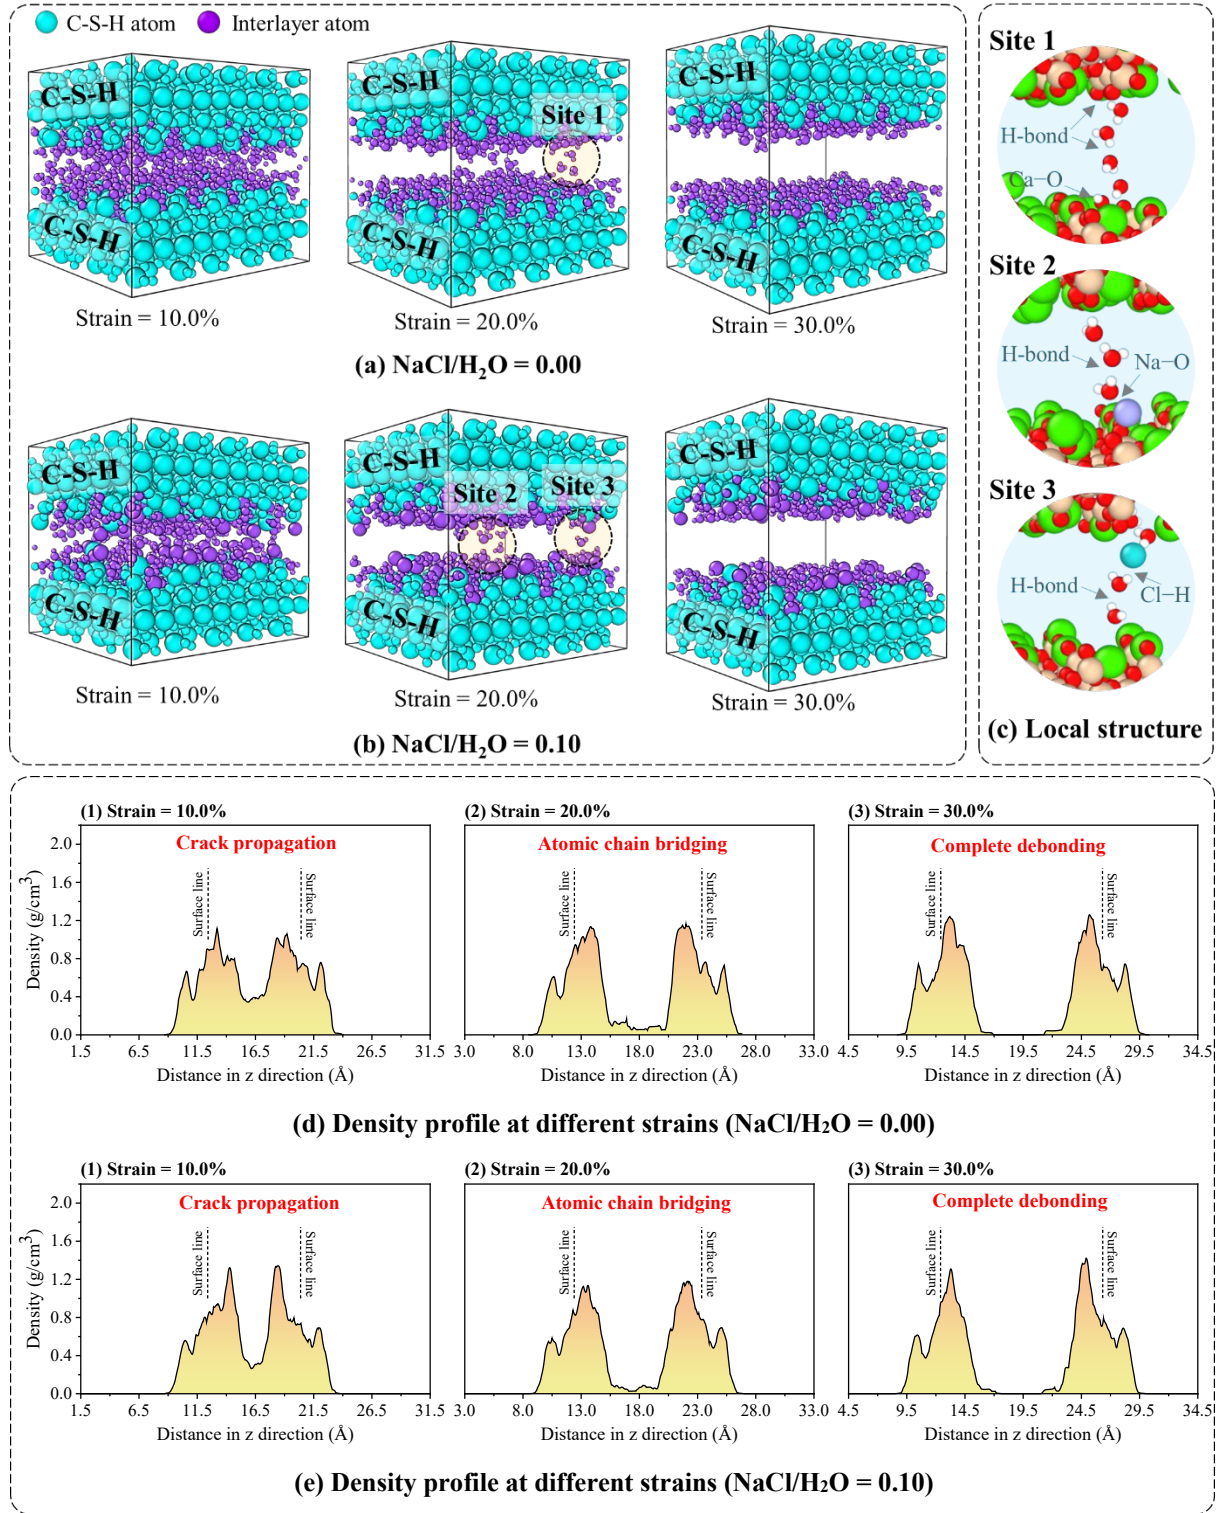 C-S-H atom
Interlayer atom
C-S-H
C-S-H
Strain = 10.0%
C-S-H
Site 1
C-S-H
Strain = 20.0%
C-S-H
C-S-H
Strain = 30.0%
(a) NaCl/H₂O = 0.00
C-S-H
C-S-H
Strain = 10.0%
C-S-H
Site 2
Site 3
C-S-H
Strain = 20.0%
C-S-H
C-S-H
Strain = 30.0%
(b) NaCl/H₂O = 0.10
Site 1
H-bond
Ca−O
Site 2
H-bond
Na−O
Site 3
H-bond
Cl−H
(c) Local structure
(1) Strain = 10.0%
Crack propagation
Surface line
Surface line
Density (g/cm³)
2.0
1.6
1.2
0.8
0.4
0.0
1.5 6.5 11.5 16.5 21.5 26.5 31.5
Distance in z direction (Å)
(2) Strain = 20.0%
Atomic chain bridging
Surface line
Surface line
3.0 8.0 13.0 18.0 23.0 28.0 33.0
Distance in z direction (Å)
(3) Strain = 30.0%
Complete debonding
Surface line
Surface line
4.5 9.5 14.5 19.5 24.5 29.5 34.5
Distance in z direction (Å)
(d) Density profile at different strains (NaCl/H₂O = 0.00)
(1) Strain = 10.0%
Crack propagation
Surface line
Surface line
Density (g/cm³)
2.0
1.6
1.2
0.8
0.4
0.0
1.5 6.5 11.5 16.5 21.5 26.5 31.5
Distance in z direction (Å)
(2) Strain = 20.0%
Atomic chain bridging
Surface line
Surface line
3.0 8.0 13.0 18.0 23.0 28.0 33.0
Distance in z direction (Å)
(3) Strain = 30.0%
Complete debonding
Surface line
Surface line
4.5 9.5 14.5 19.5 24.5 29.5 34.5
Distance in z direction (Å)
(e) Density profile at different strains (NaCl/H₂O = 0.10)